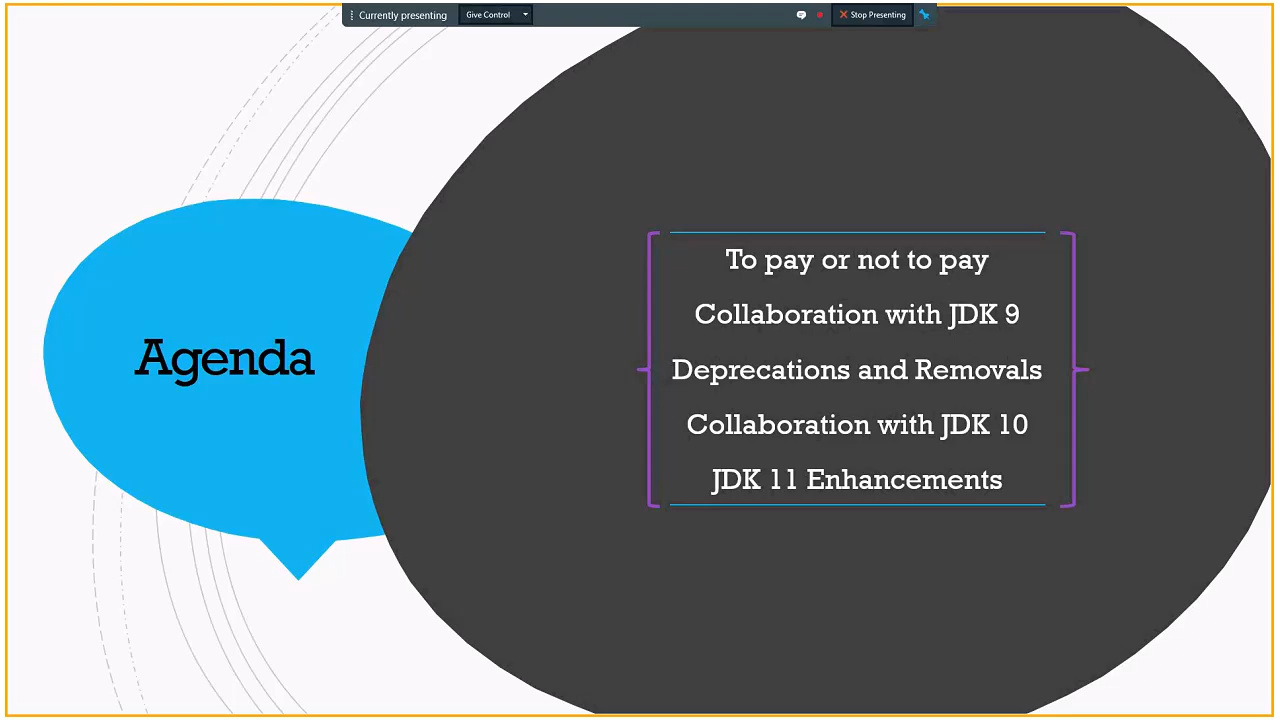 Currently presenting
Give Control
Stop Presenting
Agenda
To pay or not to pay
Collaboration with JDK 9
Deprecations and Removals
Collaboration with JDK 10
JDK 11 Enhancements